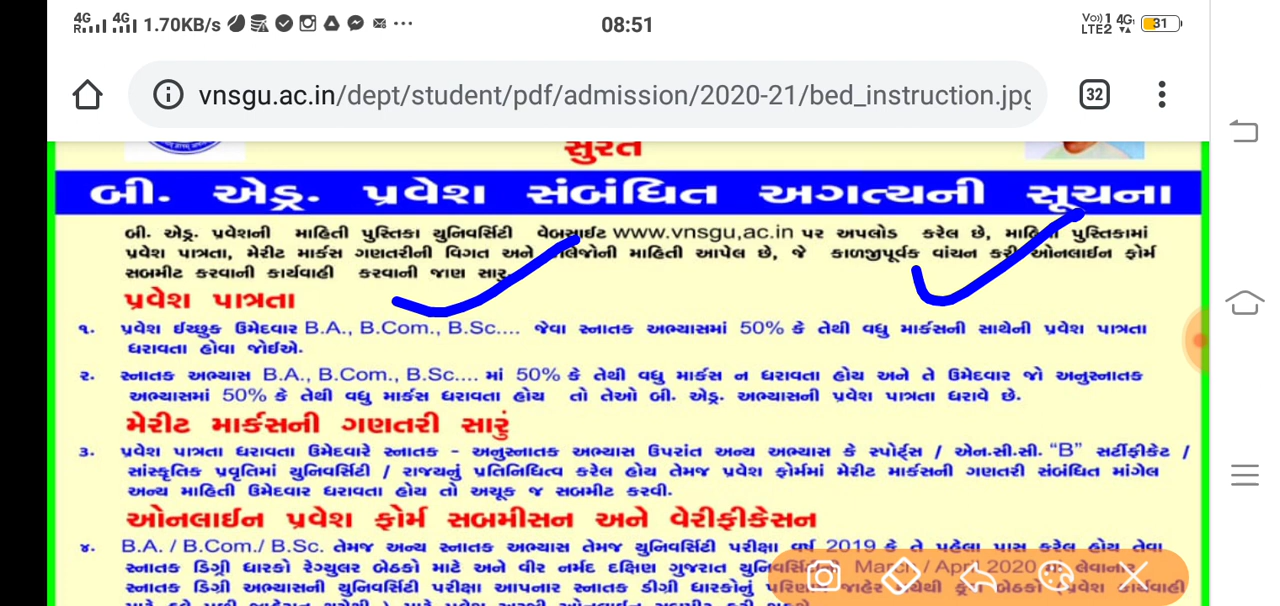 4G 4G 1.70KB/s 08:51 Vo)) 1 4G 31
R LTE2
vnsgu.ac.in/dept/student/pdf/admission/2020-21/bed_instruction.jpg 32
સુરત
બી. એડ્. પ્રવેશ સંબંધિત અગત્યની સૂચના
બી. એડ્. પ્રવેશની માહિતી પુસ્તિકા યુનિવર્સિટી વેબસાઈટ www.vnsgu,ac.in પર અપલોડ કરેલ છે, માહિતી પુસ્તિકામાં
પ્રવેશ પાત્રતા, મેરીટ માર્કસ ગણતરીની વિગત અને કોલેજોની માહિતી આપેલ છે, જે કાળજીપૂર્વક વાંચન કરી ઓનલાઈન ફોર્મ
સબમીટ કરવાની કાર્યવાહી કરવાની જાણ સારૂ.
પ્રવેશ પાત્રતા
૧. પ્રવેશ ઈચ્છુક ઉમેદવાર B.A., B.Com., B.Sc.... જેવા સ્નાતક અભ્યાસમાં 50% કે તેથી વધુ માર્કસની સાથેની પ્રવેશ પાત્રતા
ધરાવતા હોવા જોઈએ.
૨. સ્નાતક અભ્યાસ B.A., B.Com., B.Sc.... માં 50% કે તેથી વધુ માર્કસ ન ધરાવતા હોય અને તે ઉમેદવાર જો અનુસ્નાતક
અભ્યાસમાં 50% કે તેથી વધુ માર્કસ ધરાવતા હોય તો તેઓ બી. એડ્. અભ્યાસની પ્રવેશ પાત્રતા ધરાવે છે.
મેરીટ માર્કસની ગણતરી સારું
૩. પ્રવેશ પાત્રતા ધરાવતા ઉમેદવારે સ્નાતક - અનુસ્નાતક અભ્યાસ ઉપરાંત અન્ય અભ્યાસ કે સ્પોર્ટ્સ / એન.સી.સી. “B” સર્ટીફીકેટ /
સાંસ્કૃતિક પ્રવૃતિમાં યુનિવર્સિટી / રાજયનું પ્રતિનિધિત્વ કરેલ હોય તેમજ પ્રવેશ ફોર્મમાં મેરીટ માર્કસની ગણતરી સંબંધિત માંગેલ
અન્ય માહિતી ઉમેદવાર ધરાવતા હોય તો અચૂક જ સબમીટ કરવી.
ઓનલાઈન પ્રવેશ ફોર્મ સબમીસન અને વેરીફીકેસન
૪. B.A. / B.Com./ B.Sc. તેમજ અન્ય સ્નાતક અભ્યાસ તેમજ યુનિવર્સિટી પરીક્ષા વર્ષ 2019 કે તે પહેલા પાસ કરેલ હોય તેવા
સ્નાતક ડિગ્રી ધારકો રેગ્યુલર બેઠકો માટે અને વીર નર્મદ દક્ષિણ ગુજરાત યુનિવર્સિટીની March / April 2020 માં લેવાનાર
સ્નાતક ડિગ્રી અભ્યાસની યુનિવર્સિટી પરીક્ષા આપનાર સ્નાતક ડીગ્રી ધારકોનું પરિણામ જાહેર બેઠકો પ્રવેશ કાર્યવાહી